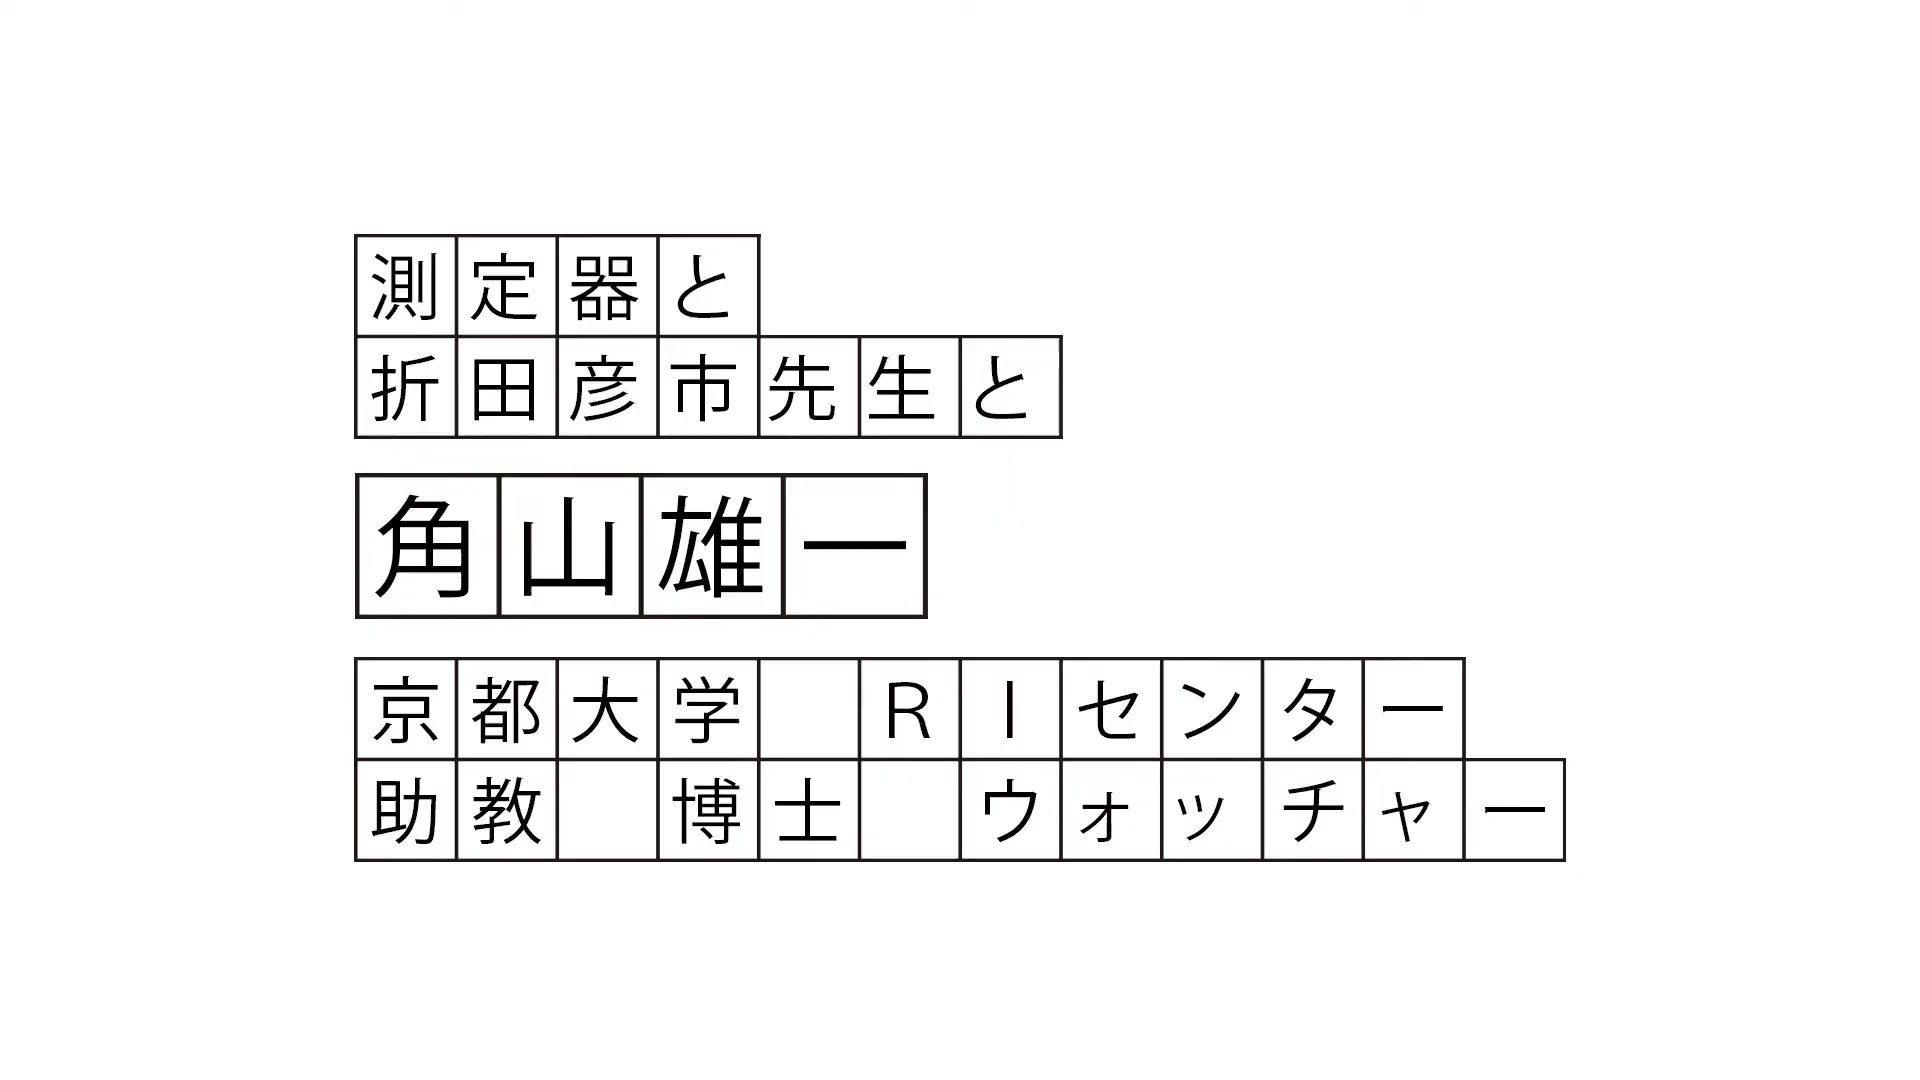 測定器と
折田彦市先生と
角山雄一
京都大学　RIセンター
助教　博士　ウォッチャー